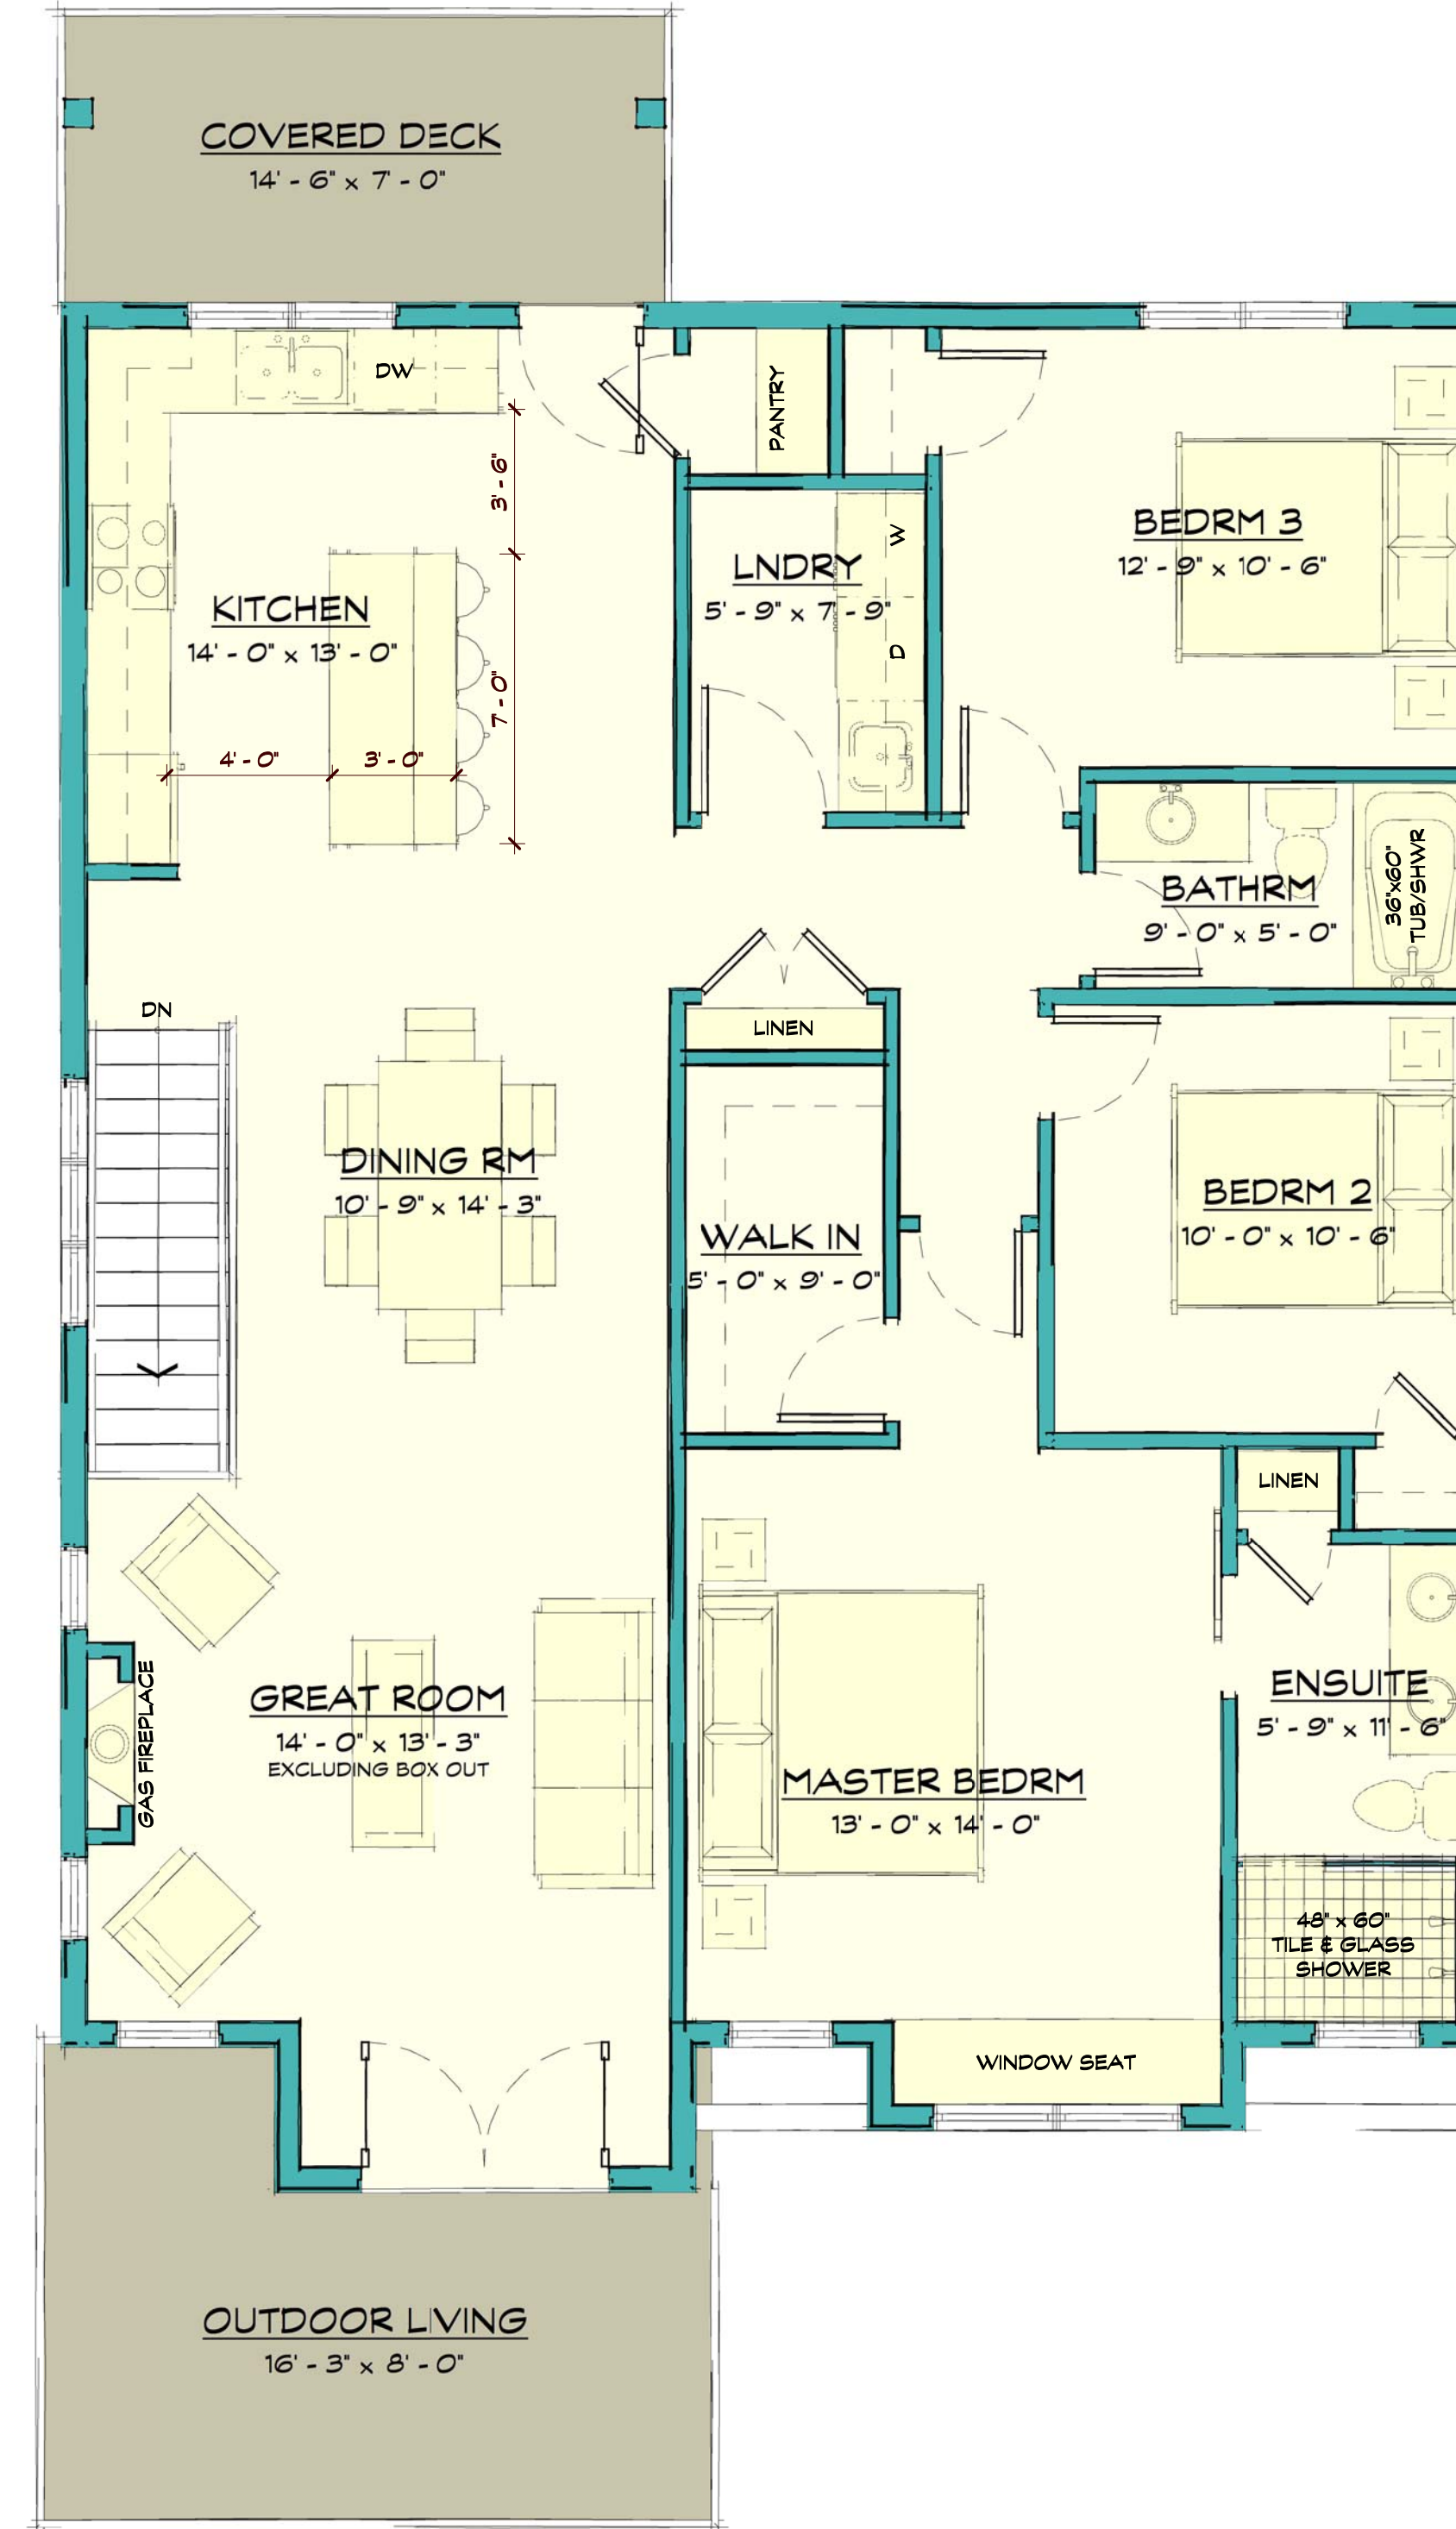 COVERED DECK
14' - 6" x 7' - 0"
DW
PANTRY
3' - 6"
W
BEDRM 3
12' - 9" x 10' - 6"
LNDRY
5' - 9" x 7' - 9"
KITCHEN
14' - 0" x 13' - 0"
D
7' - 0"
4' - 0"
3' - 0"
36"x60"
TUB/SHWR
BATHRM
9' - 0" x 5' - 0"
DN
LINEN
DINING RM
10' - 9" x 14' - 3"
BEDRM 2
10' - 0" x 10' - 6"
WALK IN
5' - 0" x 9' - 0"
LINEN
GAS FIREPLACE
GREAT ROOM
14' - 0" x 13' - 3"
EXCLUDING BOX OUT
ENSUITE
5' - 9" x 11' - 6"
MASTER BEDRM
13' - 0" x 14' - 0"
48" x 60"
TILE & GLASS
SHOWER
WINDOW SEAT
OUTDOOR LIVING
16' - 3" x 8' - 0"